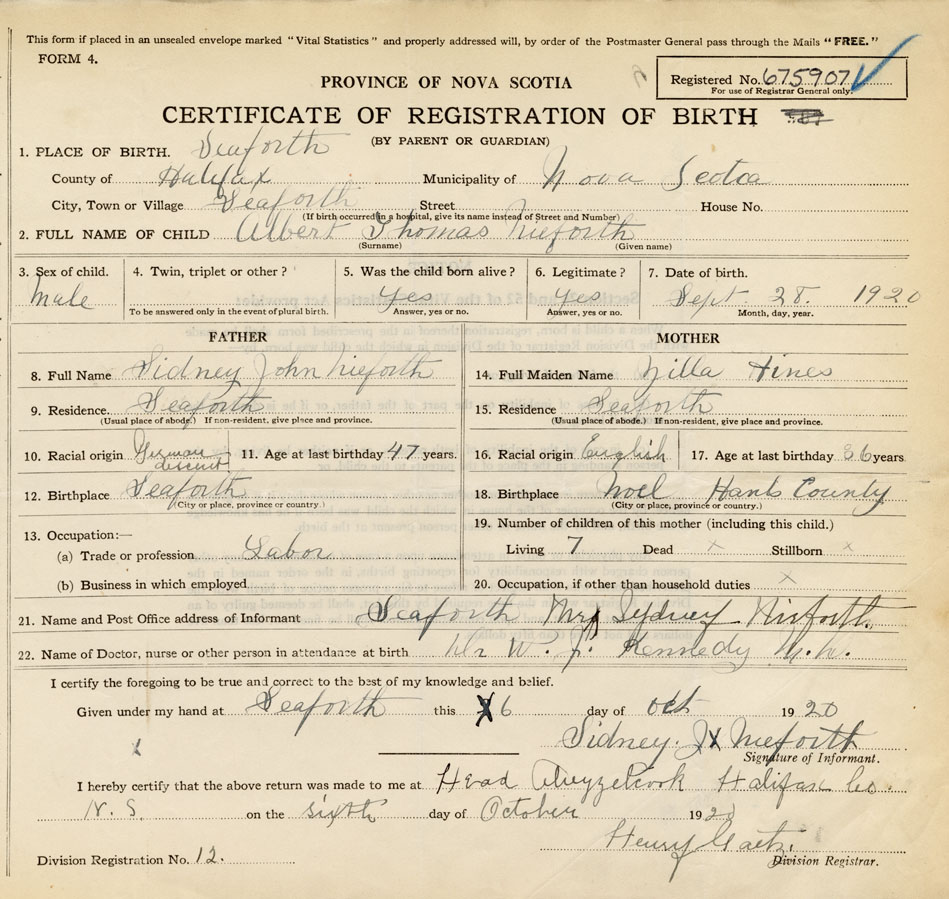 This form if placed in an unsealed envelope marked "Vital Statistics" and properly addressed will, by order of the Postmaster General pass through the Mails "FREE."
FORM 4.
PROVINCE OF NOVA SCOTIA
Registered No. 675907
For use of Registrar General only.
CERTIFICATE OF REGISTRATION OF BIRTH
(BY PARENT OR GUARDIAN)
1. PLACE OF BIRTH. Seaforth
County of Halifax Municipality of Nova Scotia
City, Town or Village Seaforth Street House No.
(If birth occurred in a hospital, give its name instead of Street and Number)
2. FULL NAME OF CHILD Albert Thomas Nieforth
(Surname) (Given name)
3. Sex of child. 4. Twin, triplet or other? 5. Was the child born alive? 6. Legitimate? 7. Date of birth.
Male Yes Yes Sept. 28. 1920
To be answered only in the event of plural birth. Answer, yes or no. Answer, yes or no. Month, day, year.
FATHER MOTHER
8. Full Name Sidney John Nieforth 14. Full Maiden Name Zilla Hines
9. Residence. Seaforth 15. Residence Seaforth
(Usual place of abode.) If non-resident, give place and province. (Usual place of abode.) If non-resident, give place and province.
10. Racial origin German 11. Age at last birthday 47 years. 16. Racial origin English 17. Age at last birthday 36 years.
12. Birthplace Seaforth 18. Birthplace Noel Hants County
(City or place, province or country.) (City or place, province or country.)
13. Occupation:— 19. Number of children of this mother (including this child.)
(a) Trade or profession Labor Living 7 Dead x Stillborn x
(b) Business in which employed 20. Occupation, if other than household duties x
21. Name and Post Office address of Informant Seaforth Mrs Sydney Nieforth.
22. Name of Doctor, nurse or other person in attendance at birth Dr W. J. Kennedy
I certify the foregoing to be true and correct to the best of my knowledge and belief.
Given under my hand at Seaforth this 6 day of Oct 1920
Sidney. J Nieforth
Signature of Informant.
I hereby certify that the above return was made to me at Head Halifax Co.
N. S. on the sixth day of October 192
Henry Gaetz.
Division Registration No. 12. Division Registrar.